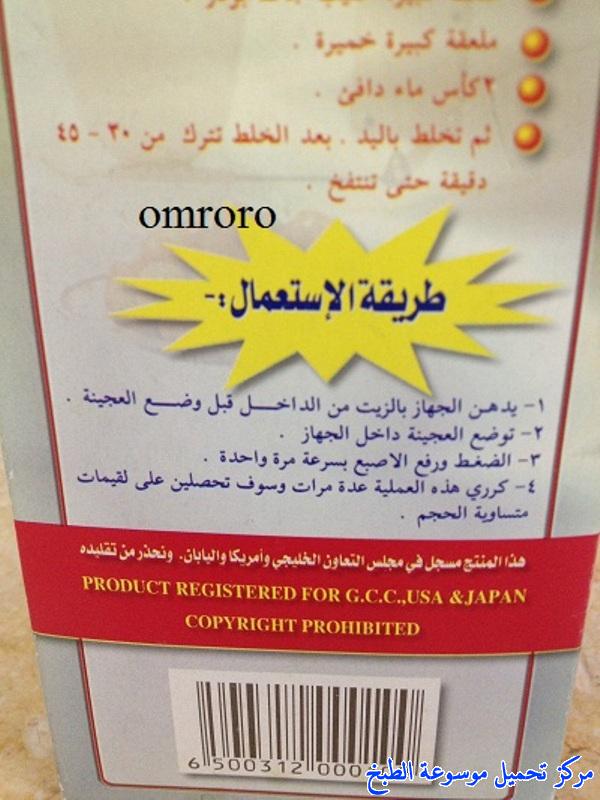 ملعقة كبيرة خميرة .
٢ كأس ماء دافئ .
ثم تخلط باليد . بعد الخلط تترك من ٣٠ - ٤٥
دقيقة حتى تنتفخ .
omroro
طريقة الإستعمال :-
١- يدهن الجهاز بالزيت من الداخل قبل وضع العجينة .
٢- توضع العجينة داخل الجهاز .
٣- الضغط ورفع الاصبع بسرعة مرة واحدة .
٤- كرري هذه العملية عدة مرات وسوف تحصلين على لقيمات
متساوية الحجم .
هذا المنتج مسجل في مجلس التعاون الخليجي وأمريكا واليابان. ونحذر من تقليده
PRODUCT REGISTERED FOR G.C.C.,USA &JAPAN
COPYRIGHT PROHIBITED
6 500312 000
مركز تحميل موسوعة الطبخ